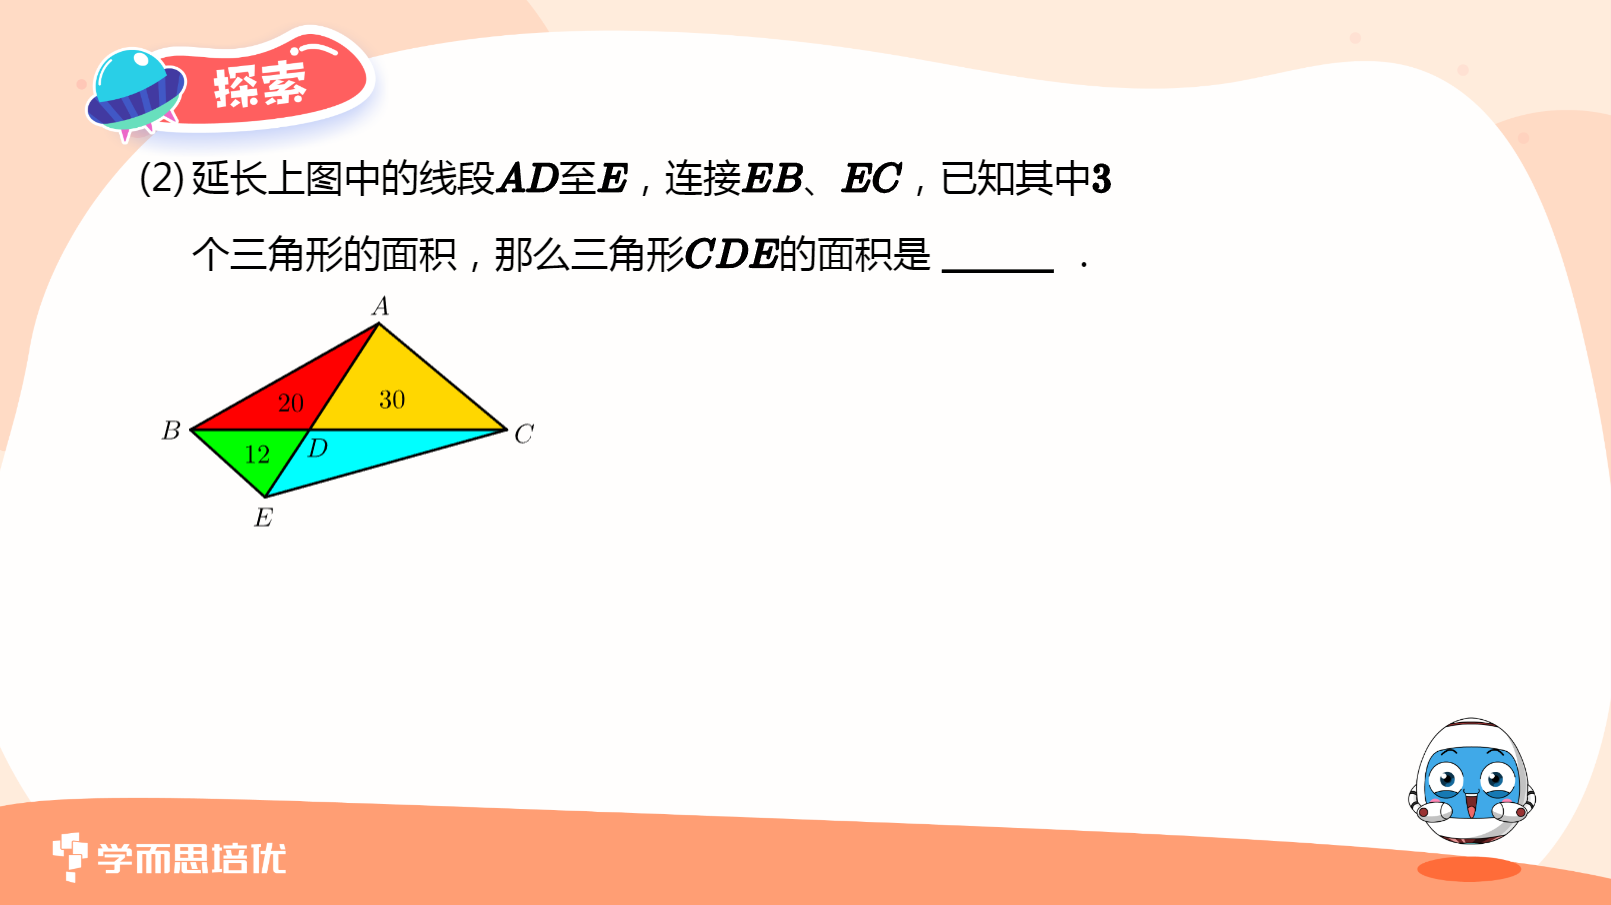 探索
(2) 延长上图中的线段AD至E，连接EB、EC，已知其中3
个三角形的面积，那么三角形CDE的面积是 ______ .
A
20
30
B
C
12
D
E
学而思培优